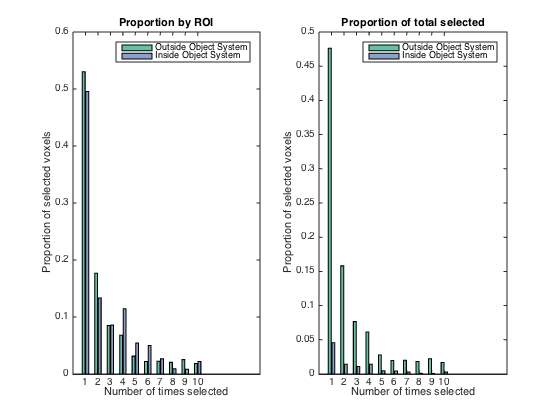 Proportion by ROI
Outside Object System
Inside Object System
Proportion of selected voxels
0.6
0.5
0.4
0.3
0.2
0.1
0
1 2 3 4 5 6 7 8 9 10
Number of times selected
Proportion of total selected
Outside Object System
Inside Object System
Proportion of selected voxels
0.5
0.45
0.4
0.35
0.3
0.25
0.2
0.15
0.1
0.05
0
1 2 3 4 5 6 7 8 9 10
Number of times selected